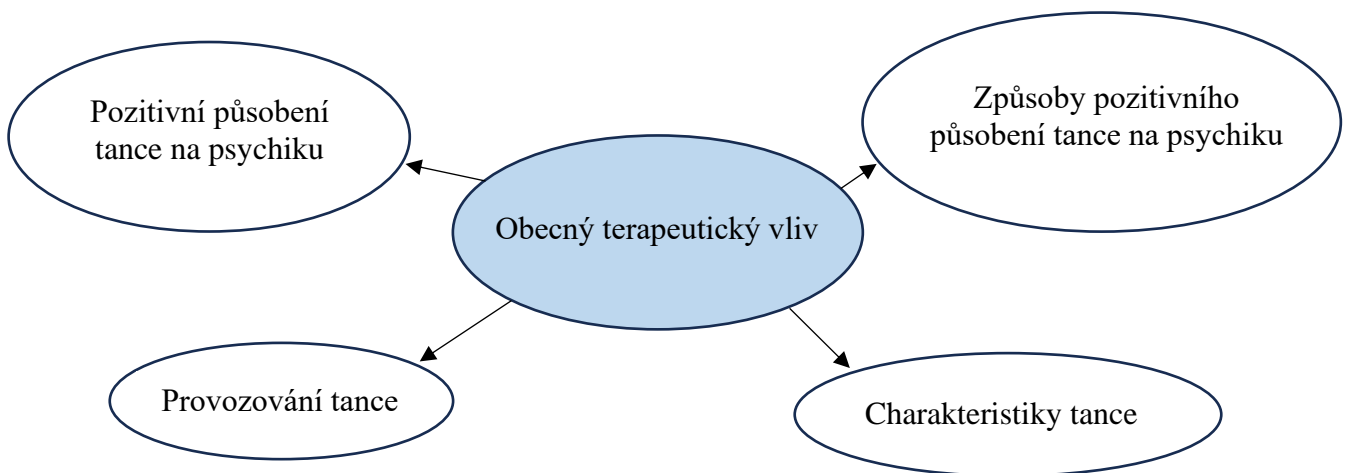 Pozitivní působení
tance na psychiku
Způsoby pozitivního
působení tance na psychiku
Obecný terapeutický vliv
Provozování tance
Charakteristiky tance